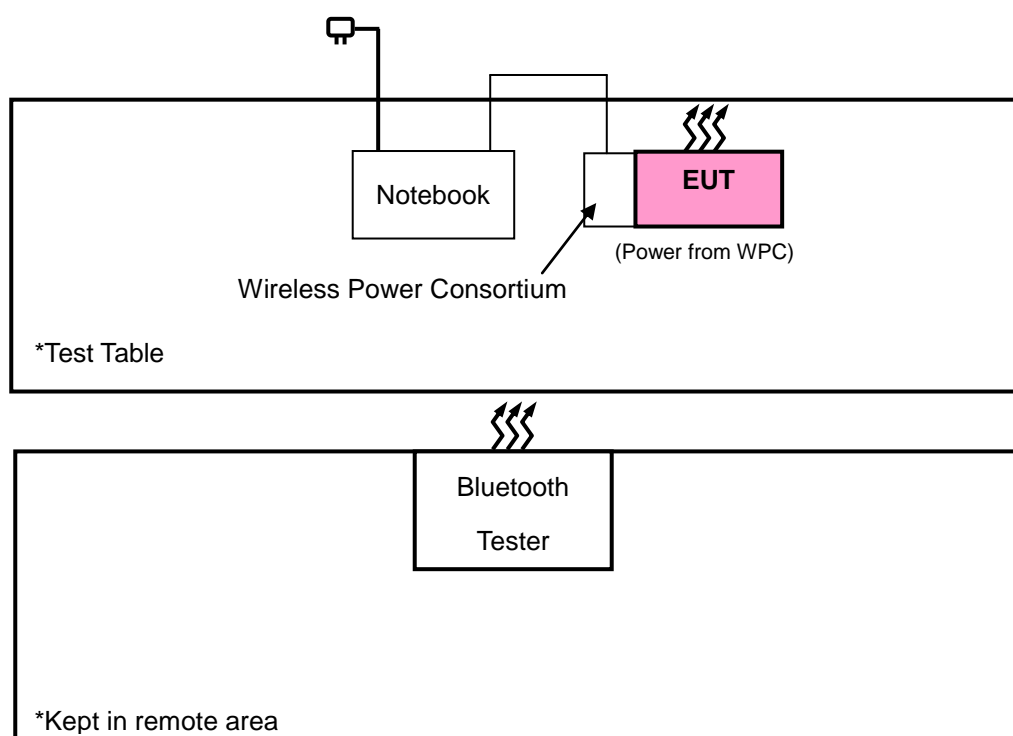 Notebook
EUT
(Power from WPC)
Wireless Power Consortium
*Test Table
Bluetooth
Tester
*Kept in remote area